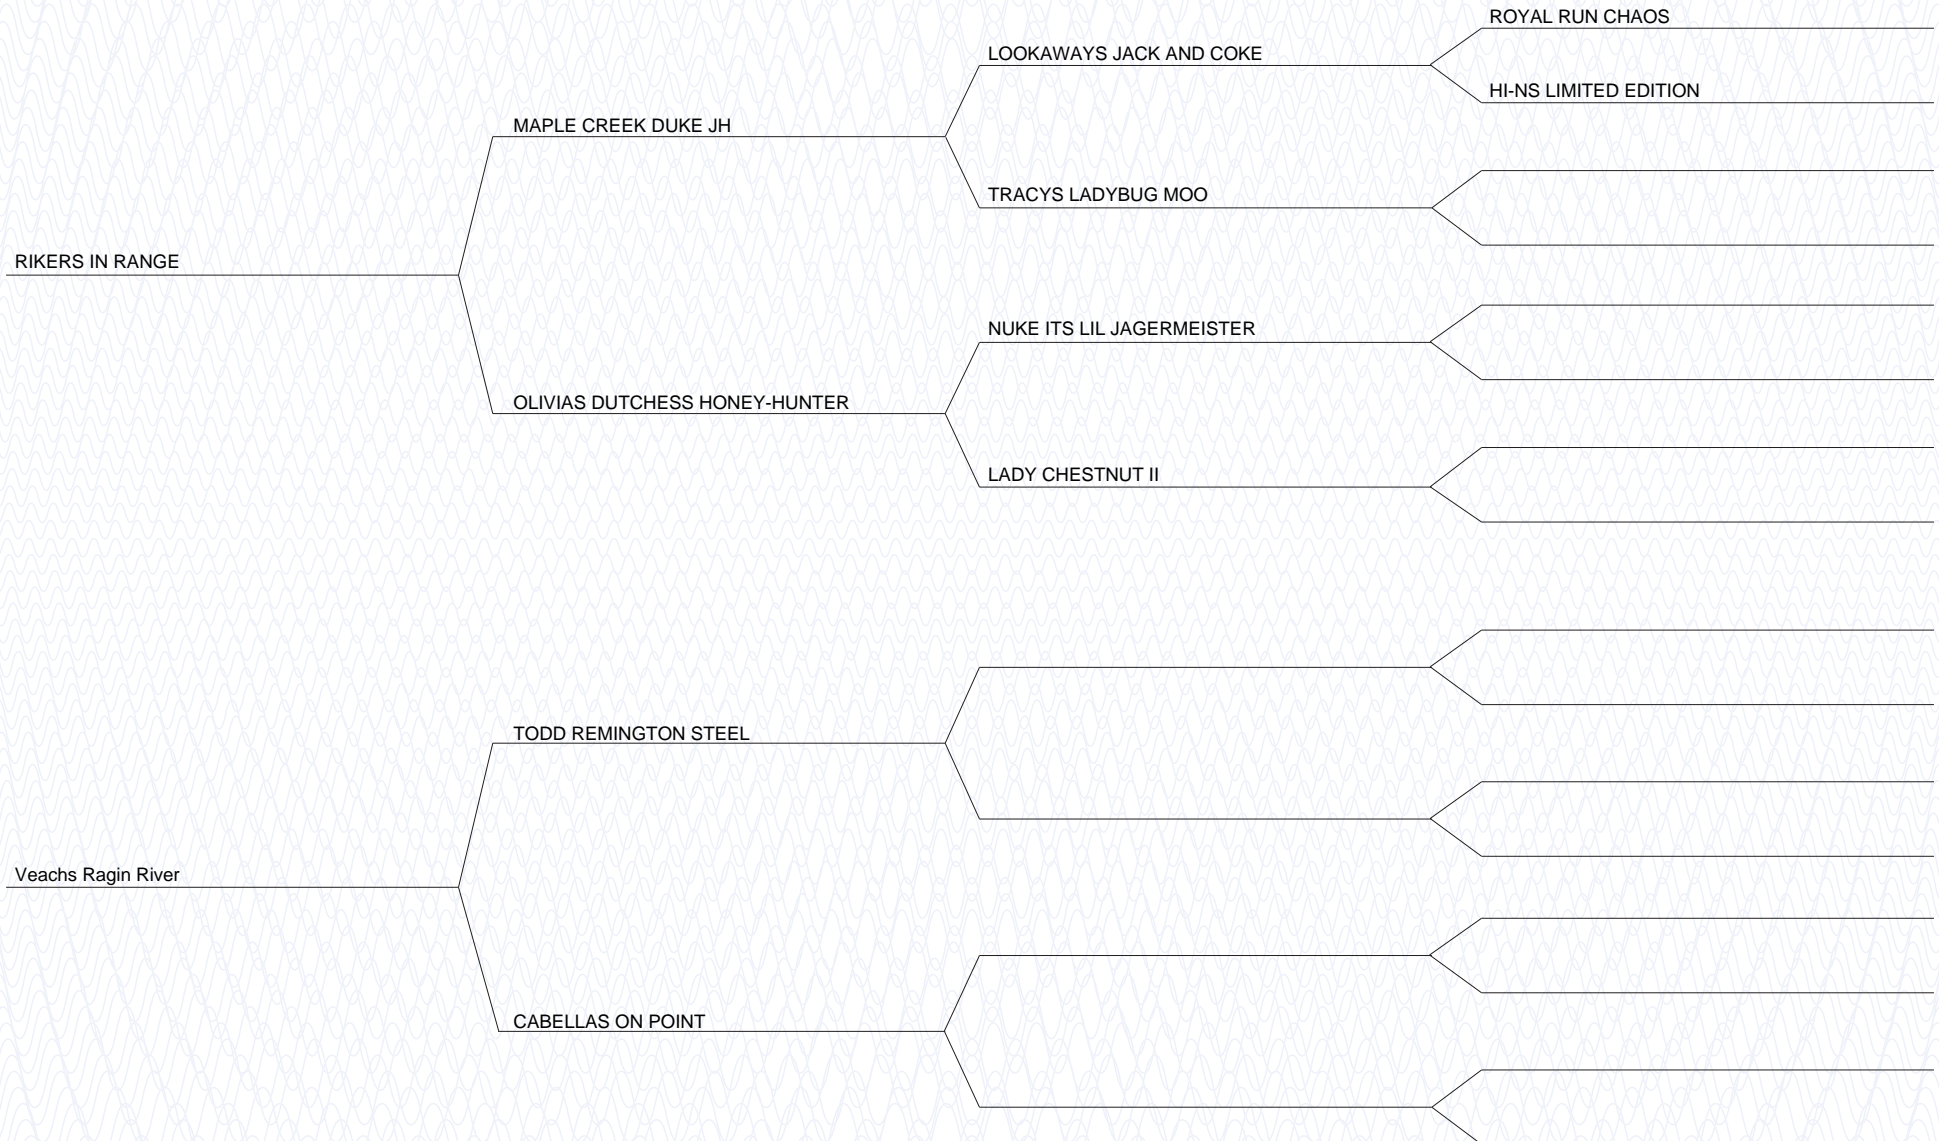 ROYAL RUN CHAOS
LOOKAWAYS JACK AND COKE
HI-NS LIMITED EDITION
MAPLE CREEK DUKE JH
TRACYS LADYBUG MOO
RIKERS IN RANGE
NUKE ITS LIL JAGERMEISTER
OLIVIAS DUTCHESS HONEY-HUNTER
LADY CHESTNUT II
TODD REMINGTON STEEL
Veachs Ragin River
CABELLAS ON POINT